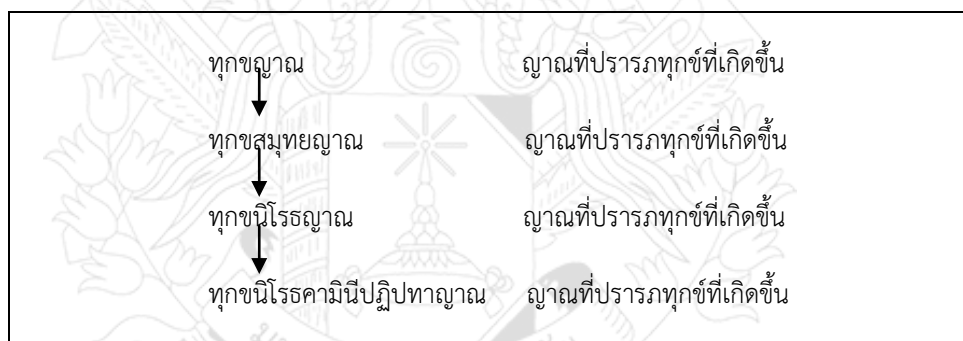 ทุกขญาณ ญาณที่ปรารภทุกข์ที่เกิดขึ้น
ทุกขสมุทยญาณ ญาณที่ปรารภทุกข์ที่เกิดขึ้น
ทุกขนิโรธญาณ ญาณที่ปรารภทุกข์ที่เกิดขึ้น
ทุกขนิโรธคามินีปฏิปทาญาณ ญาณที่ปรารภทุกข์ที่เกิดขึ้น